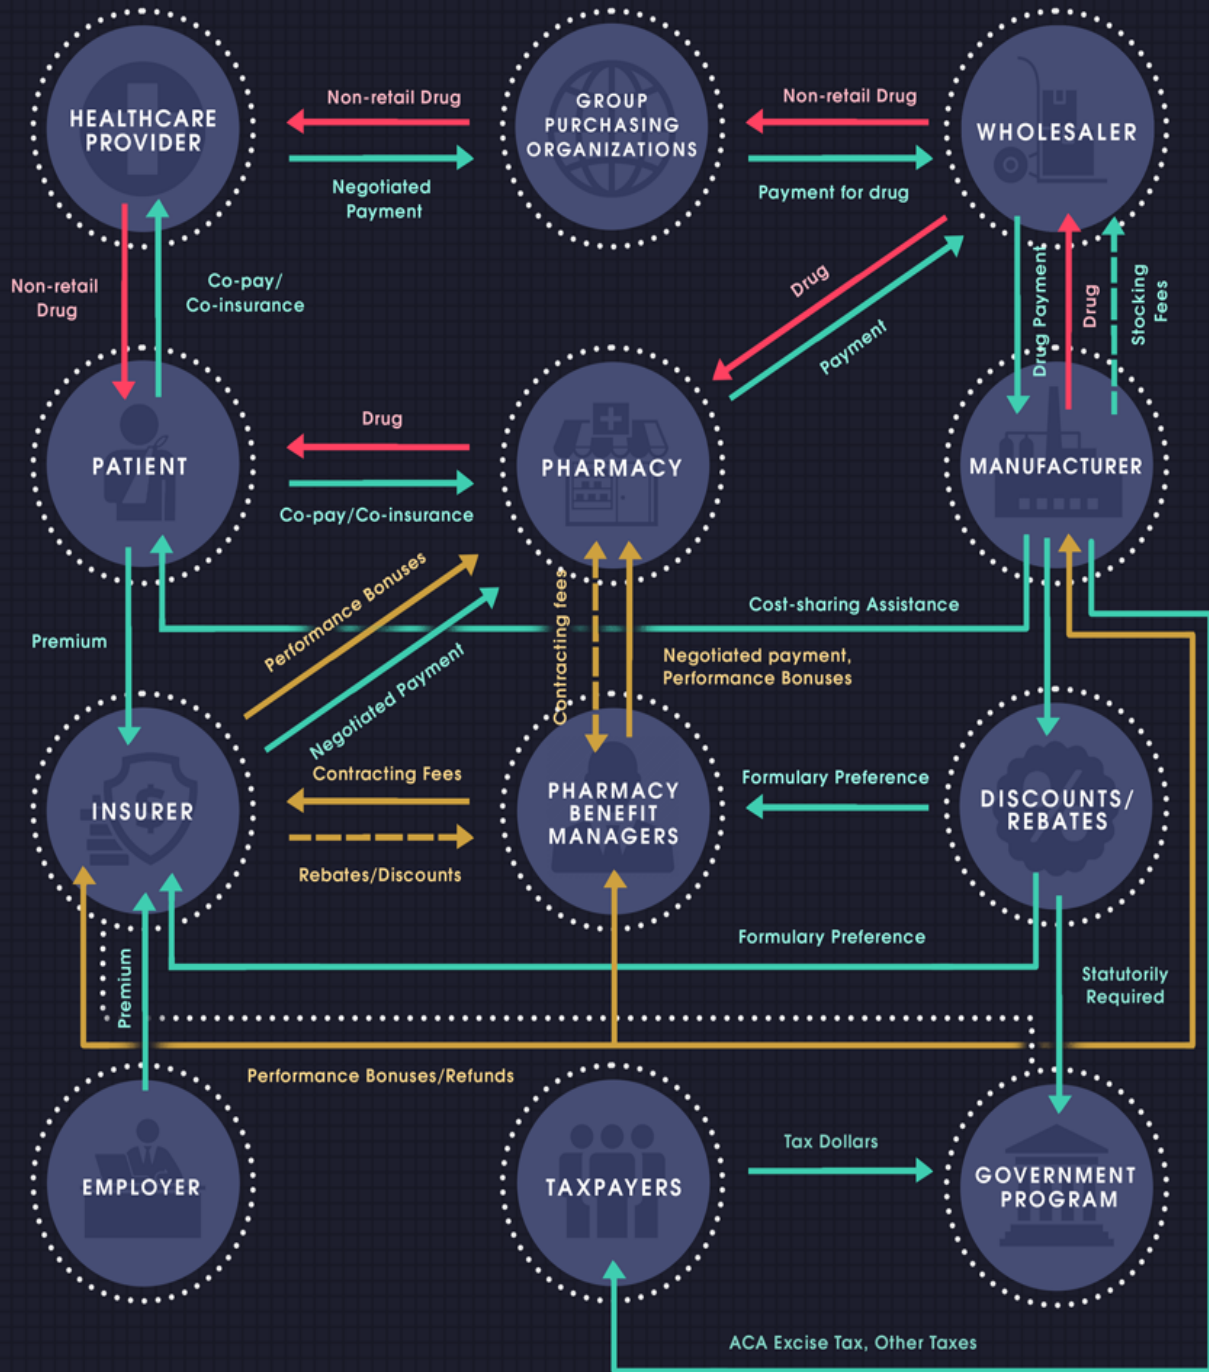 HEALTHCARE
PROVIDER
Non-retail Drug
Negotiated
Payment
GROUP
PURCHASING
ORGANIZATIONS
Non-retail Drug
Payment for drug
WHOLESALER
Non-retail
Drug
Co-pay/
Co-insurance
Drug
Payment
Drug Payment
Drug
Stocking
Fees
PATIENT
Drug
Co-pay/Co-insurance
PHARMACY
MANUFACTURER
Premium
Performance Bonuses
Negotiated Payment
Contracting fees
Negotiated payment,
Performance Bonuses
Cost-sharing Assistance
INSURER
Contracting Fees
Rebates/Discounts
PHARMACY
BENEFIT
MANAGERS
Formulary Preference
DISCOUNTS/
REBATES
Formulary Preference
Premium
Statutorily
Required
Performance Bonuses/Refunds
EMPLOYER
TAXPAYERS
Tax Dollars
GOVERNMENT
PROGRAM
ACA Excise Tax, Other Taxes